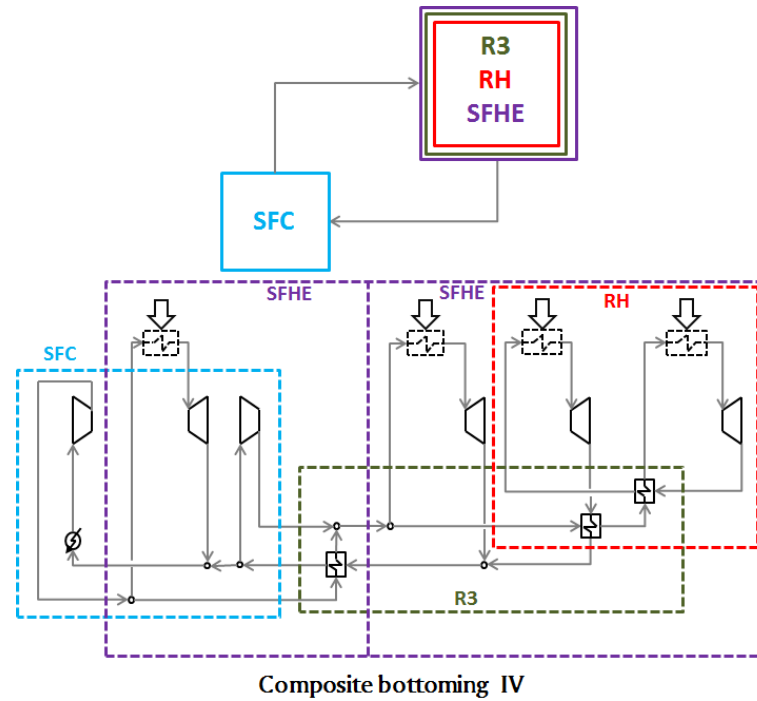 R3
RH
SFHE
SFC
SFHE
SFHE
RH
SFC
R3
Composite bottoming IV